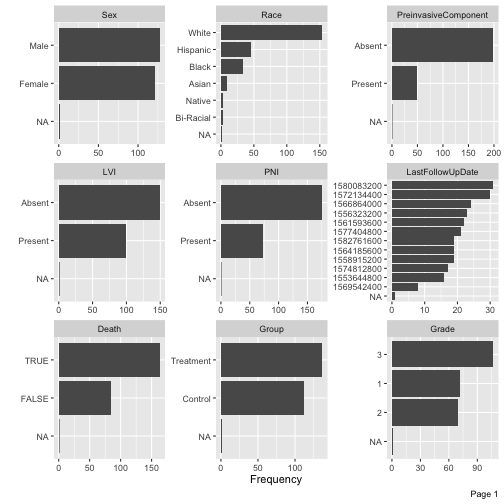 Sex
Male
Female
NA
0 50 100
Race
White
Hispanic
Black
Asian
Native
Bi-Racial
NA
0 50 100 150
PreinvasiveComponent
Absent
Present
NA
0 50 100 150 200
LVI
Absent
Present
NA
0 50 100 150
PNI
Absent
Present
NA
0 50 100 150
LastFollowUpDate
1580083200
1572134400
1566864000
1556323200
1561593600
1577404800
1582761600
1564185600
1558915200
1574812800
1553644800
1569542400
NA
0 10 20 30
Death
TRUE
FALSE
NA
0 50 100 150
Group
Treatment
Control
NA
0 50 100
Grade
3
1
2
NA
0 30 60 90
Frequency
Page 1